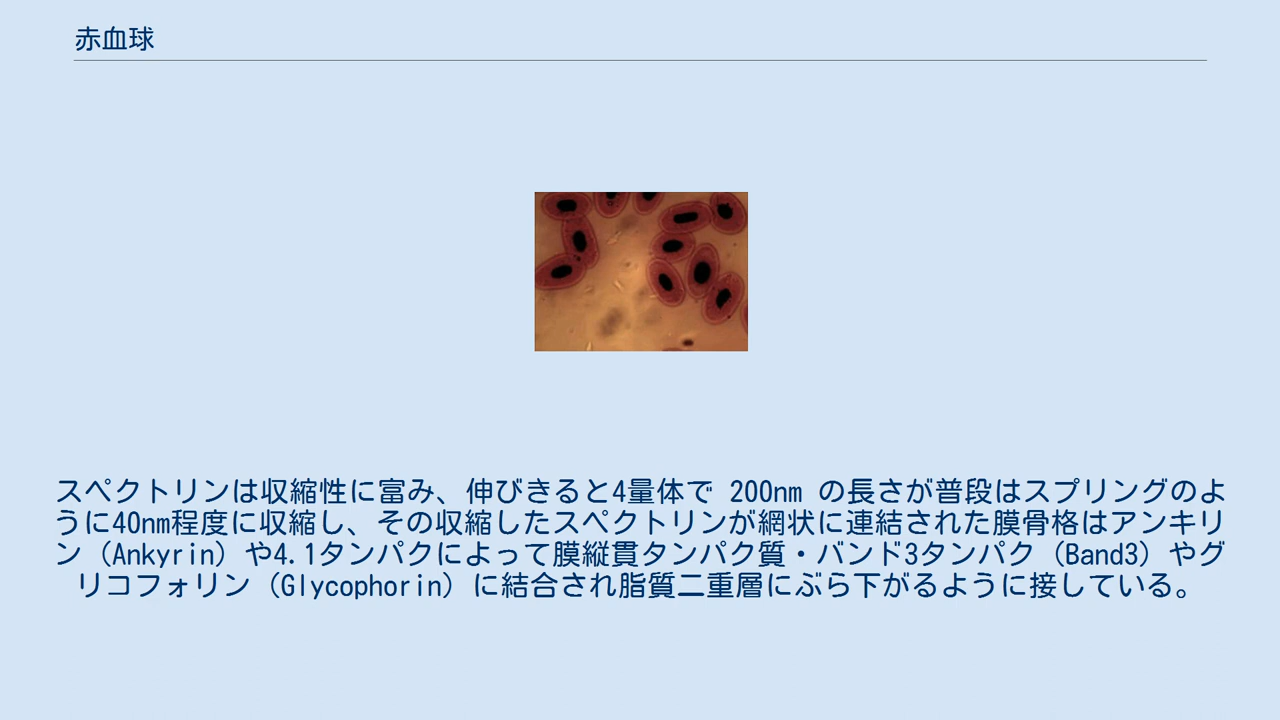 赤血球
スペクトリンは収縮性に富み、伸びきると4量体で 200nm の長さが普段はスプリングのよ
うに40nm程度に収縮し、その収縮したスペクトリンが網状に連結された膜骨格はアンキリ
ン（Ankyrin）や4.1タンパクによって膜縦貫タンパク質・バンド3タンパク（Band3）やグ
リコフォリン（Glycophorin）に結合され脂質二重層にぶら下がるように接している。